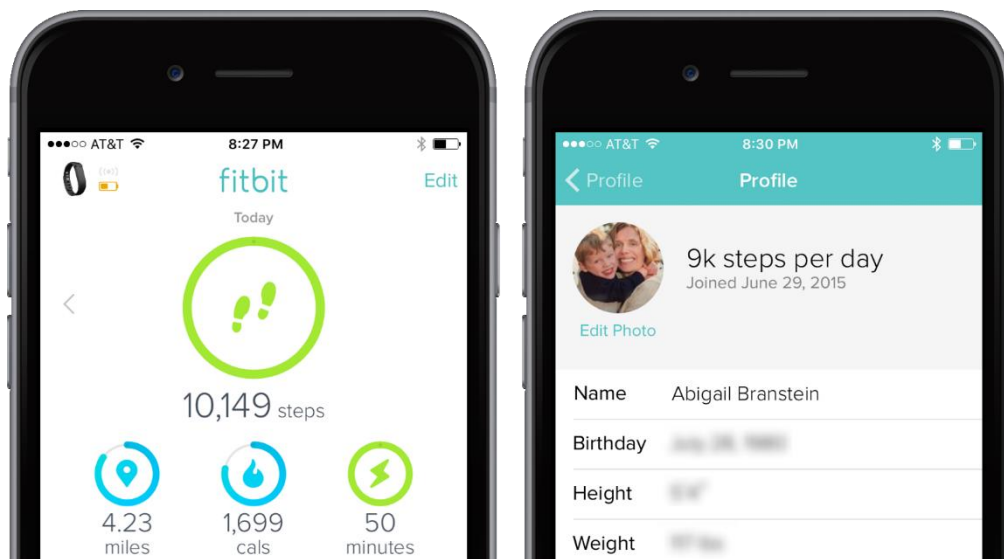 AT&T 8:27 PM
fitbit Edit
Today
10,149 steps
4.23 1,699 50
miles cals minutes
AT&T 8:30 PM
Profile Profile
9k steps per day
Joined June 29, 2015
Edit Photo
Name Abigail Branstein
Birthday
Height
Weight